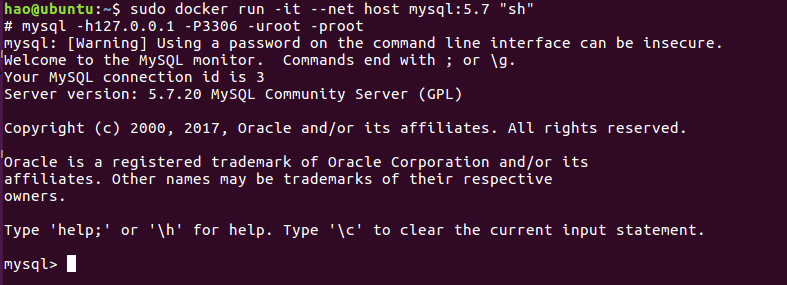 hao@ubuntu:~$ sudo docker run -it --net host mysql:5.7 "sh"
# mysql -h127.0.0.1 -P3306 -uroot -proot
mysql: [Warning] Using a password on the command line interface can be insecure.
Welcome to the MySQL monitor.  Commands end with ; or \g.
Your MySQL connection id is 3
Server version: 5.7.20 MySQL Community Server (GPL)
Copyright (c) 2000, 2017, Oracle and/or its affiliates. All rights reserved.
Oracle is a registered trademark of Oracle Corporation and/or its
affiliates. Other names may be trademarks of their respective
owners.
Type 'help;' or '\h' for help. Type '\c' to clear the current input statement.
mysql>